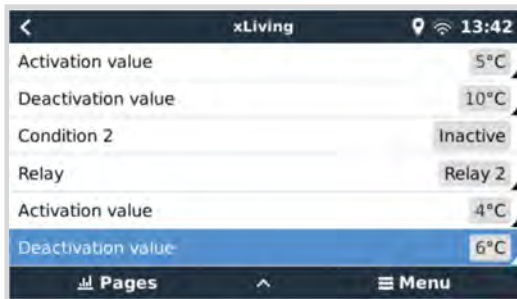 xLiving 13:42
Activation value 5°C
Deactivation value 10°C
Condition 2 Inactive
Relay Relay 2
Activation value 4°C
Deactivation value 6°C
Pages Menu